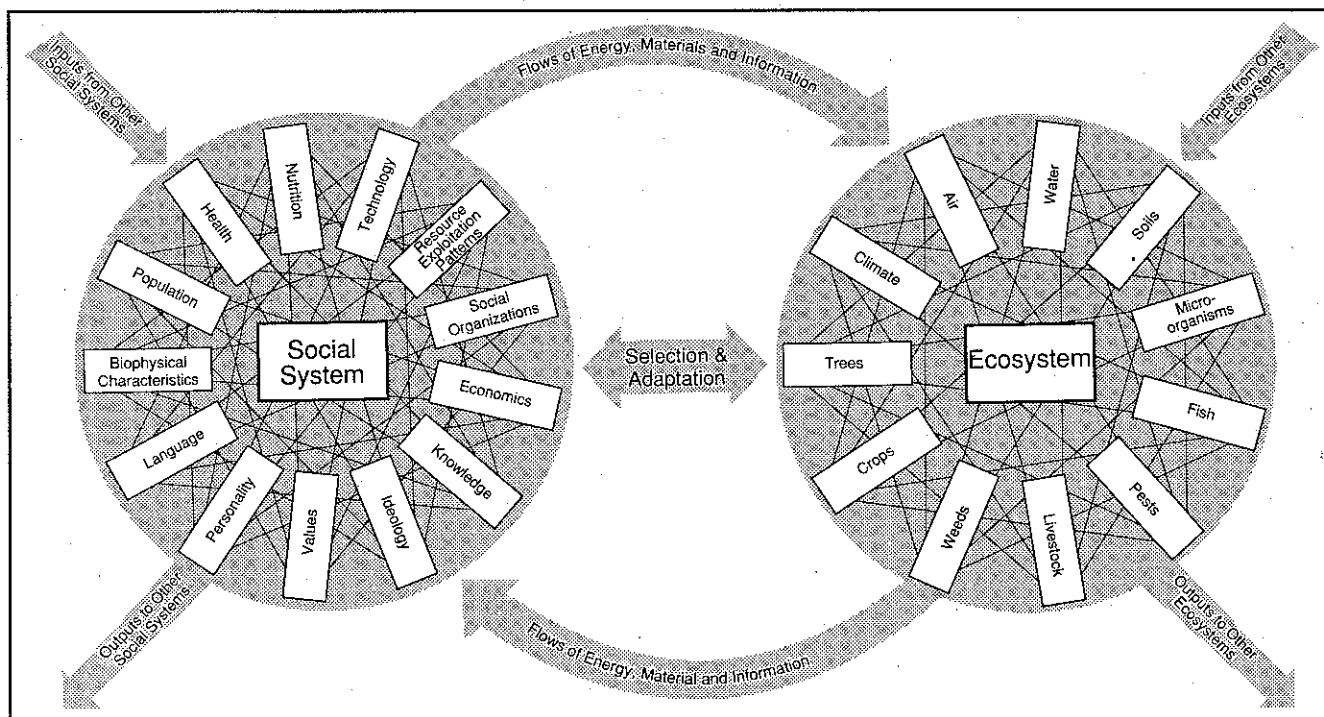 Inputs from Other
Social Systems
Flows of Energy, Materials and Information
Inputs from Other
Ecosystems
Nutrition
Technology
Health
Resource
Exploitation
Patterns
Population
Social
Organizations
Biophysical
Characteristics
Social
System
Economics
Language
Knowledge
Personality
Values
Ideology
Selection &
Adaptation
Air
Water
Soils
Climate
Micro-
organisms
Trees
Ecosystem
Fish
Crops
Pests
Weeds
Livestock
Outputs to Other
Social Systems
Flows of Energy, Material and Information
Outputs to Other
Ecosystems